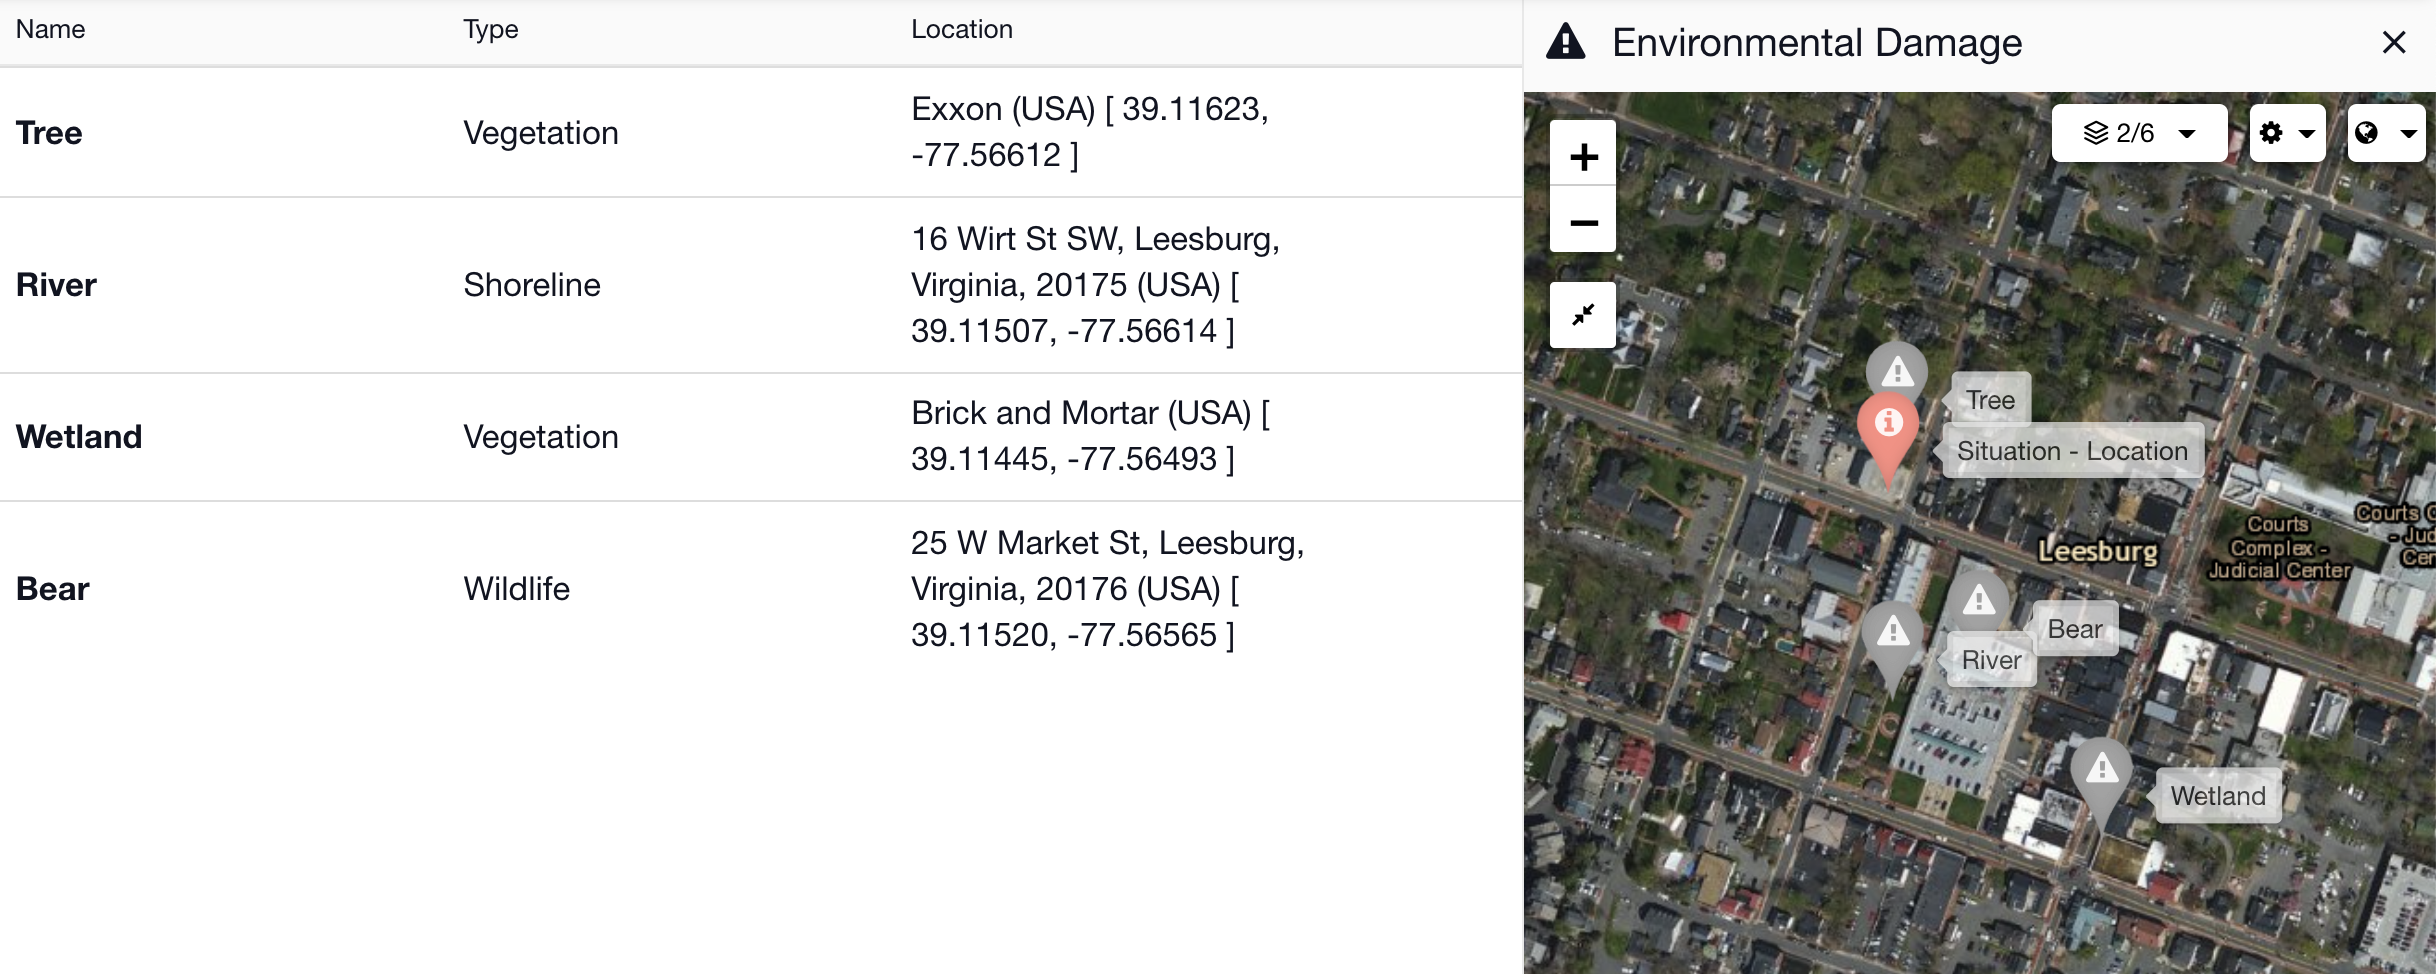 Name Type Location
Tree Vegetation Exxon (USA) [ 39.11623,
-77.56612 ]
River Shoreline 16 Wirt St SW, Leesburg,
Virginia, 20175 (USA) [
39.11507, -77.56614 ]
Wetland Vegetation Brick and Mortar (USA) [
39.11445, -77.56493 ]
Bear Wildlife 25 W Market St, Leesburg,
Virginia, 20176 (USA) [
39.11520, -77.56565 ]
Environmental Damage
2/6
Tree
Situation - Location
Leesburg
Courts
Complex -
Judicial Center
Courts
Bear
River
Wetland